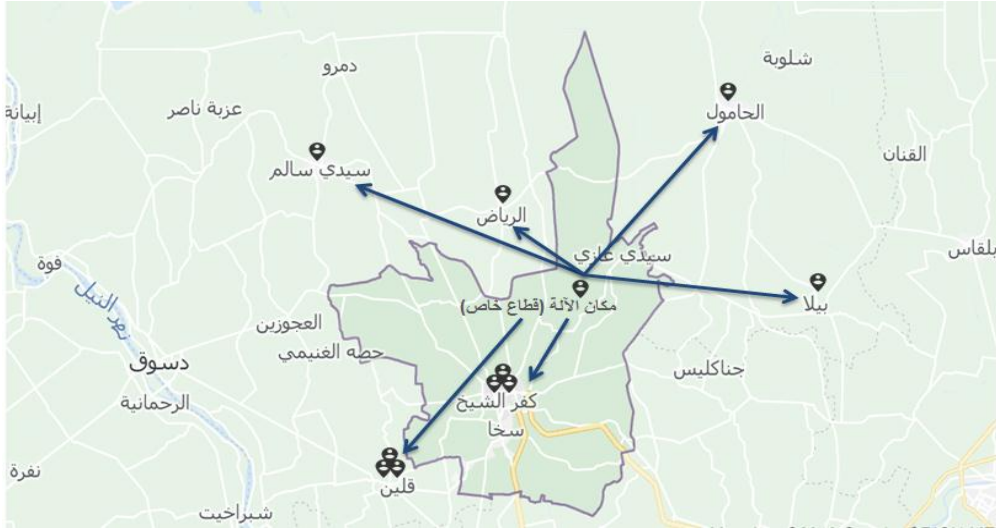 شلوبة
دمرو
الحامول
عزبة ناصر
إبيانة
القنان
سيدي سالم
الرياض
بلقاس
سيدي غازي
فوة
نهر النيل
بيلا
مكان الآلة (قطاع خاص)
العجوزين
حصه الغنيمي
دسوق
جناكليس
الرحمانية
كفر الشيخ
سخا
نفرة
قلين
شبراخيت